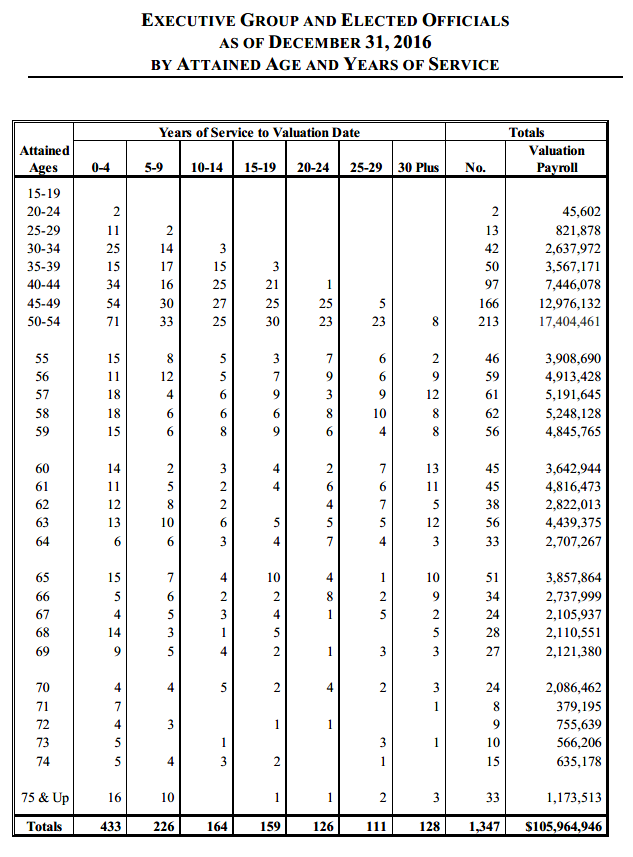 EXECUTIVE GROUP AND ELECTED OFFICIALS
AS OF DECEMBER 31, 2016
BY ATTAINED AGE AND YEARS OF SERVICE
Years of Service to Valuation Date Totals
Attained Ages 0-4 5-9 10-14 15-19 20-24 25-29 30 Plus No. Valuation Payroll
15-19
20-24 2 2 45,602
25-29 11 2 13 821,878
30-34 25 14 3 42 2,637,972
35-39 15 17 15 3 50 3,567,171
40-44 34 16 25 21 1 97 7,446,078
45-49 54 30 27 25 25 5 166 12,976,132
50-54 71 33 25 30 23 23 8 213 17,404,461
55 15 8 5 3 7 6 2 46 3,908,690
56 11 12 5 7 9 6 9 59 4,913,428
57 18 4 6 9 3 9 12 61 5,191,645
58 18 6 6 6 8 10 8 62 5,248,128
59 15 6 8 9 6 4 8 56 4,845,765
60 14 2 3 4 2 7 13 45 3,642,944
61 11 5 2 4 6 6 11 45 4,816,473
62 12 8 2 4 7 5 38 2,822,013
63 13 10 6 5 5 5 12 56 4,439,375
64 6 6 3 4 7 4 3 33 2,707,267
65 15 7 4 10 4 1 10 51 3,857,864
66 5 6 2 2 8 2 9 34 2,737,999
67 4 5 3 4 1 5 2 24 2,105,937
68 14 3 1 5 5 28 2,110,551
69 9 5 4 2 1 3 3 27 2,121,380
70 4 4 5 2 4 2 3 24 2,086,462
71 7 1 8 379,195
72 4 3 1 1 9 755,639
73 5 1 3 1 10 566,206
74 5 4 3 2 1 15 635,178
75 & Up 16 10 1 1 2 3 33 1,173,513
Totals 433 226 164 159 126 111 128 1,347 $105,964,946